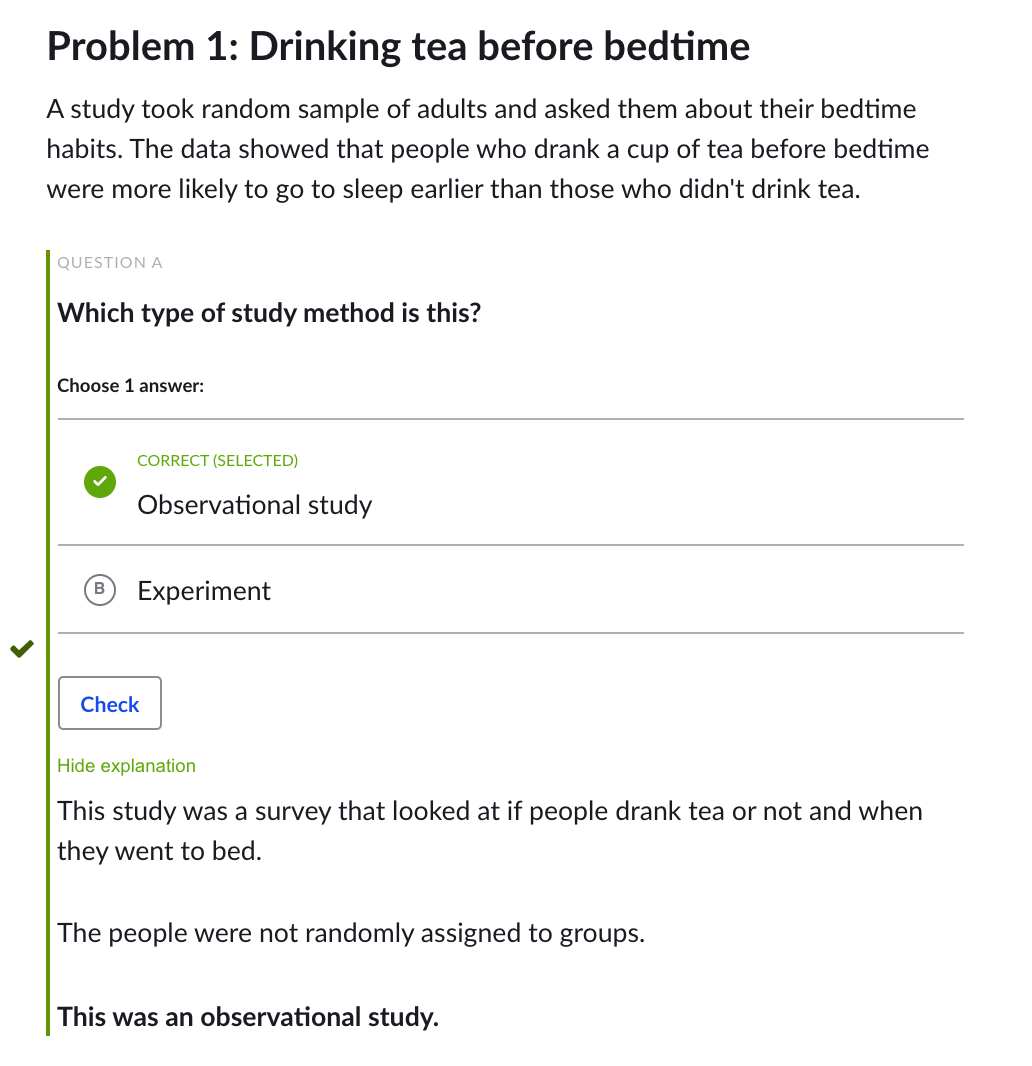 Problem 1: Drinking tea before bedtime
A study took random sample of adults and asked them about their bedtime
habits. The data showed that people who drank a cup of tea before bedtime
were more likely to go to sleep earlier than those who didn't drink tea.
QUESTION A
Which type of study method is this?
Choose 1 answer:
CORRECT (SELECTED)
Observational study
B
Experiment
Check
Hide explanation
This study was a survey that looked at if people drank tea or not and when
they went to bed.
The people were not randomly assigned to groups.
This was an observational study.